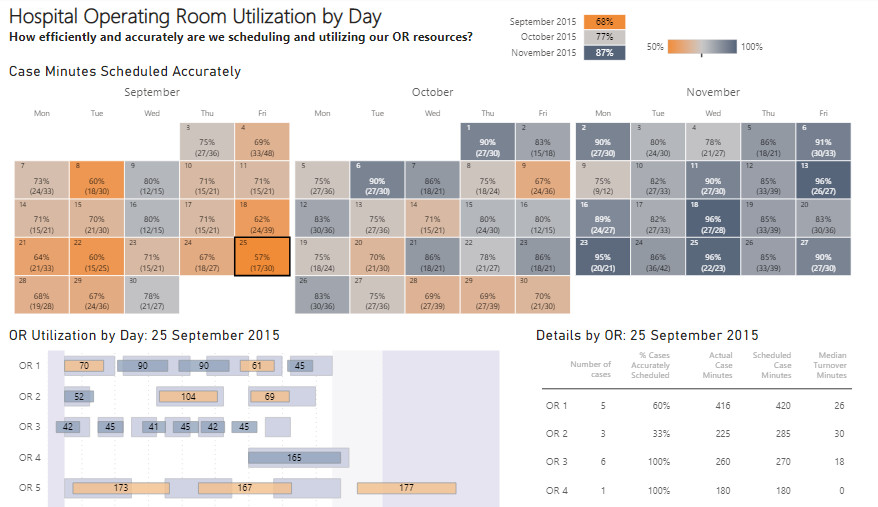 Hospital Operating Room Utilization by Day
How efficiently and accurately are we scheduling and utilizing our OR resources?
September 2015 68%
October 2015 77%
November 2015 87%
50% 100%
Case Minutes Scheduled Accurately
September October November
Mon Tue Wed Thu Fri Mon Tue Wed Thu Fri Mon Tue Wed Thu Fri
3 4 1 2 2 3 4 5 6
75% 69% 90% 83% 90% 80% 78% 86% 91%
(27/36) (33/48) (27/30) (15/18) (27/30) (24/30) (21/27) (18/21) (30/33)
7 8 9 10 11 5 6 7 8 9 9 10 11 12 13
73% 60% 80% 71% 71% 75% 90% 86% 75% 67% 75% 82% 90% 85% 96%
(24/33) (18/30) (12/15) (15/21) (15/21) (27/36) (27/30) (18/21) (18/24) (24/36) (9/12) (27/33) (27/30) (33/39) (26/27)
14 15 16 17 18 12 13 14 15 16 16 17 18 19 20
71% 70% 80% 71% 62% 83% 75% 71% 80% 80% 89% 82% 96% 85% 83%
(15/21) (21/30) (12/15) (15/21) (24/39) (30/36) (27/36) (15/21) (24/30) (12/15) (24/27) (27/33) (27/28) (33/39) (30/36)
21 22 23 24 25 19 20 21 22 23 23 24 25 26 27
64% 60% 71% 67% 57% 75% 70% 86% 78% 86% 95% 86% 96% 85% 90%
(21/33) (15/25) (15/21) (18/27) (17/30) (18/24) (21/30) (18/21) (21/27) (18/21) (20/21) (36/42) (22/23) (33/39) (27/30)
28 29 30 26 27 28 29 30
68% 67% 78% 83% 75% 69% 69% 70%
(19/28) (24/36) (21/27) (30/36) (27/36) (27/39) (27/39) (21/30)
OR Utilization by Day: 25 September 2015
OR 1 70 90 90 61 45
OR 2 52 104 69
OR 3 42 45 41 45 42 45
OR 4 165
OR 5 173 167 177
Details by OR: 25 September 2015
Number of cases % Cases Accurately Scheduled Actual Case Minutes Scheduled Case Minutes Median Turnover Minutes
OR 1 5 60% 416 420 26
OR 2 3 33% 225 285 30
OR 3 6 100% 260 270 18
OR 4 1 100% 180 180 0